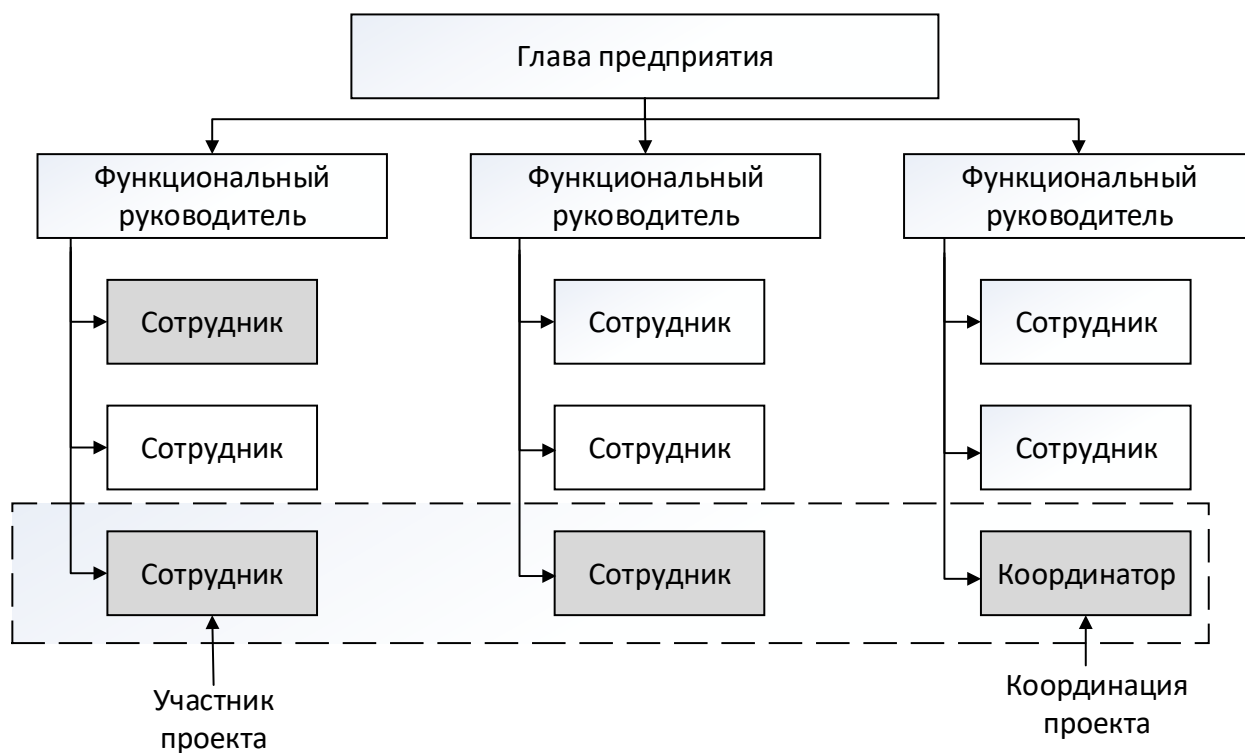 Глава предприятия
Функциональный
руководитель
Функциональный
руководитель
Функциональный
руководитель
Сотрудник
Сотрудник
Сотрудник
Сотрудник
Сотрудник
Сотрудник
Сотрудник
Сотрудник
Координатор
Участник
проекта
Координация
проекта